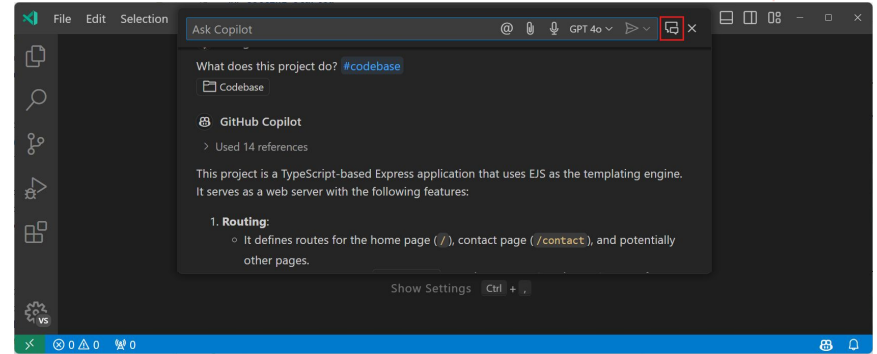 File Edit Selection
Ask Copilot
GPT 4o
What does this project do? #codebase
Codebase
GitHub Copilot
Used 14 references
This project is a TypeScript-based Express application that uses EJS as the templating engine.
It serves as a web server with the following features:
1. Routing:
It defines routes for the home page (/), contact page (/contact), and potentially
other pages.
Show Settings Ctrl + ,
VS
0 0 0